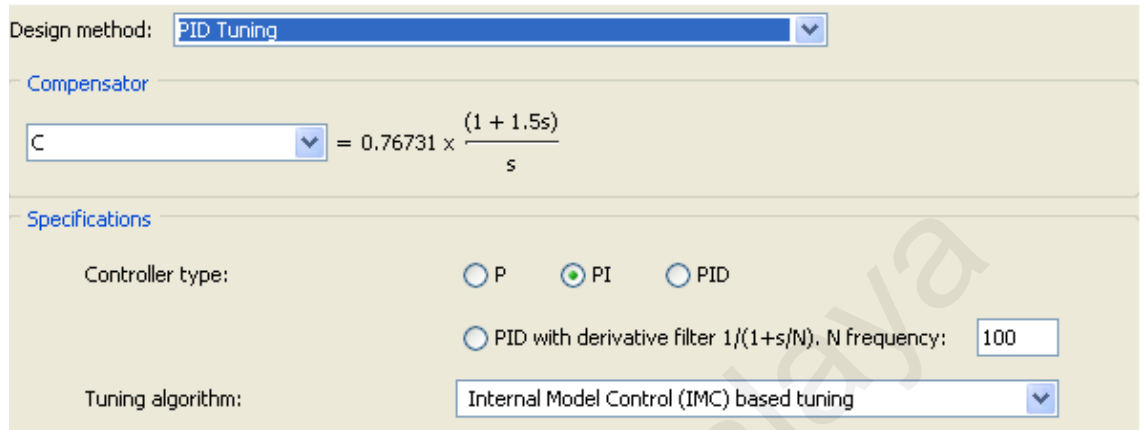 Design method: PID Tuning
Compensator
C = 0.76731 x (1 + 1.5s) / s
Specifications
Controller type: P PI PID
PID with derivative filter 1/(1+s/N). N frequency: 100
Tuning algorithm: Internal Model Control (IMC) based tuning